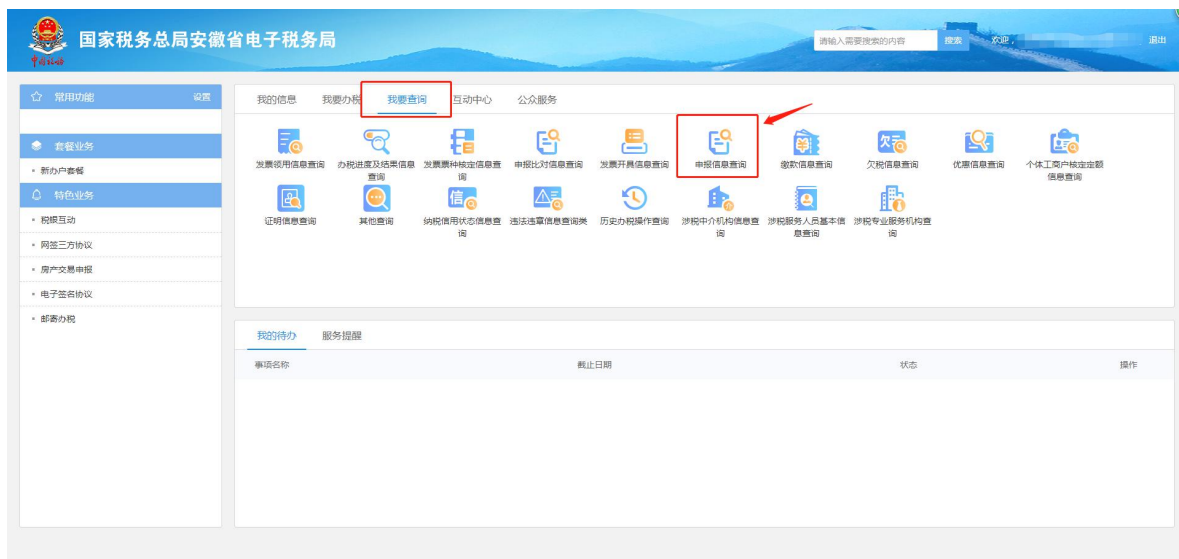 国家税务总局安徽省电子税务局
中国税务
请输入需要搜索的内容 搜索 欢迎, 退出
常用功能 设置
套餐业务
新办户套餐
特色业务
税银互动
网签三方协议
房产交易申报
电子签名协议
邮寄办税
我的信息 我要办税 我要查询 互动中心 公众服务
发票领用信息查询 办税进度及结果信息 发票票种核定信息查 申报比对信息查询 发票开具信息查询 申报信息查询 缴款信息查询 欠税信息查询 优惠信息查询 个体工商户核定定额
查询 询 信息查询
证明信息查询 其他查询 纳税信用状态信息查 违法违章信息查询类 历史办税操作查询 涉税中介机构信息查 涉税服务人员基本信 涉税专业服务机构查
询 询 息查询 询
我的待办 服务提醒
事项名称 截止日期 状态 操作